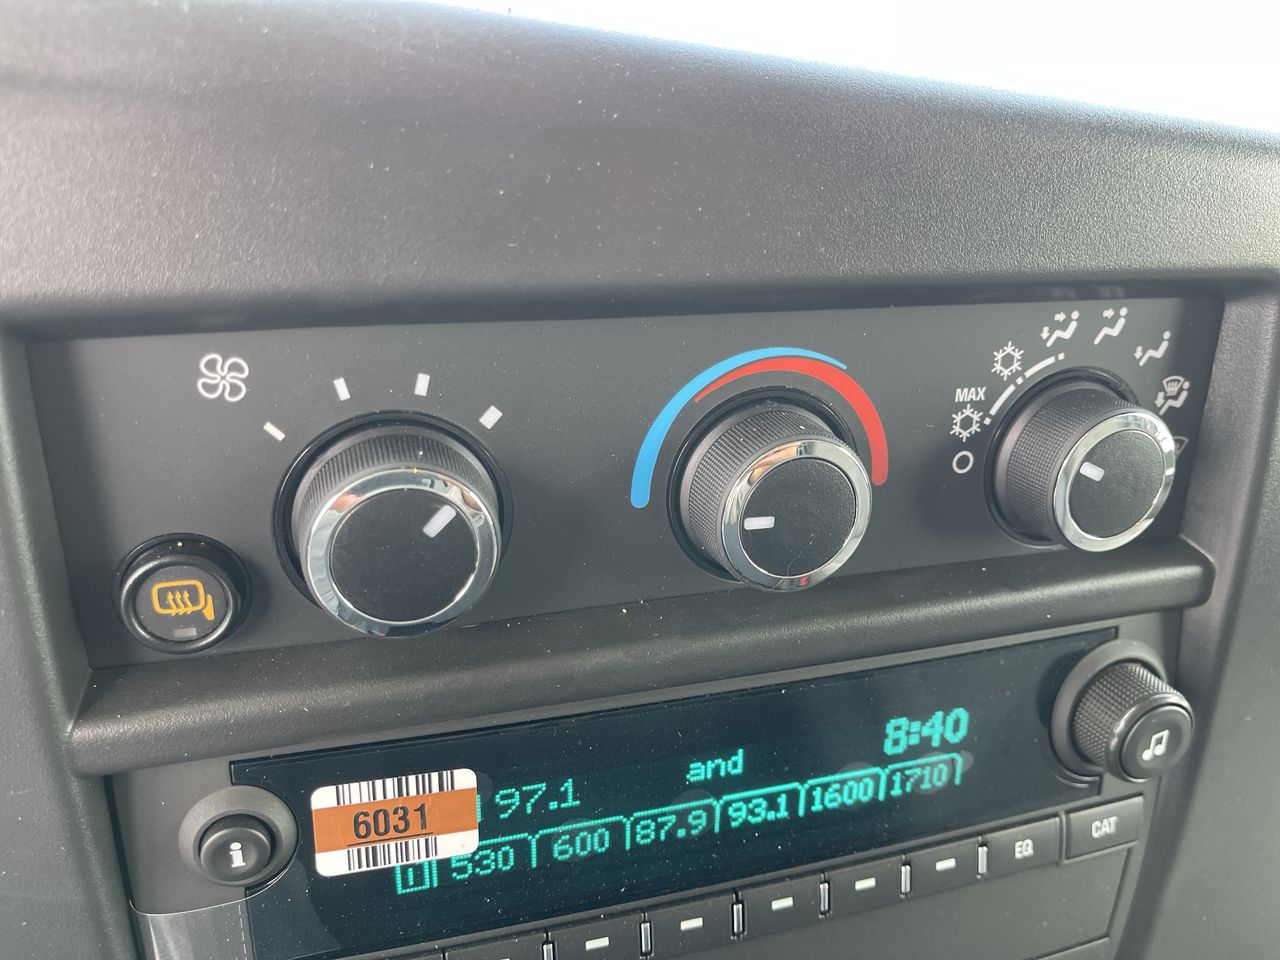 MAX
8:40
and
97.1
6031
530 600 87.9 93.1 1600 1710
i
EQ
CAT